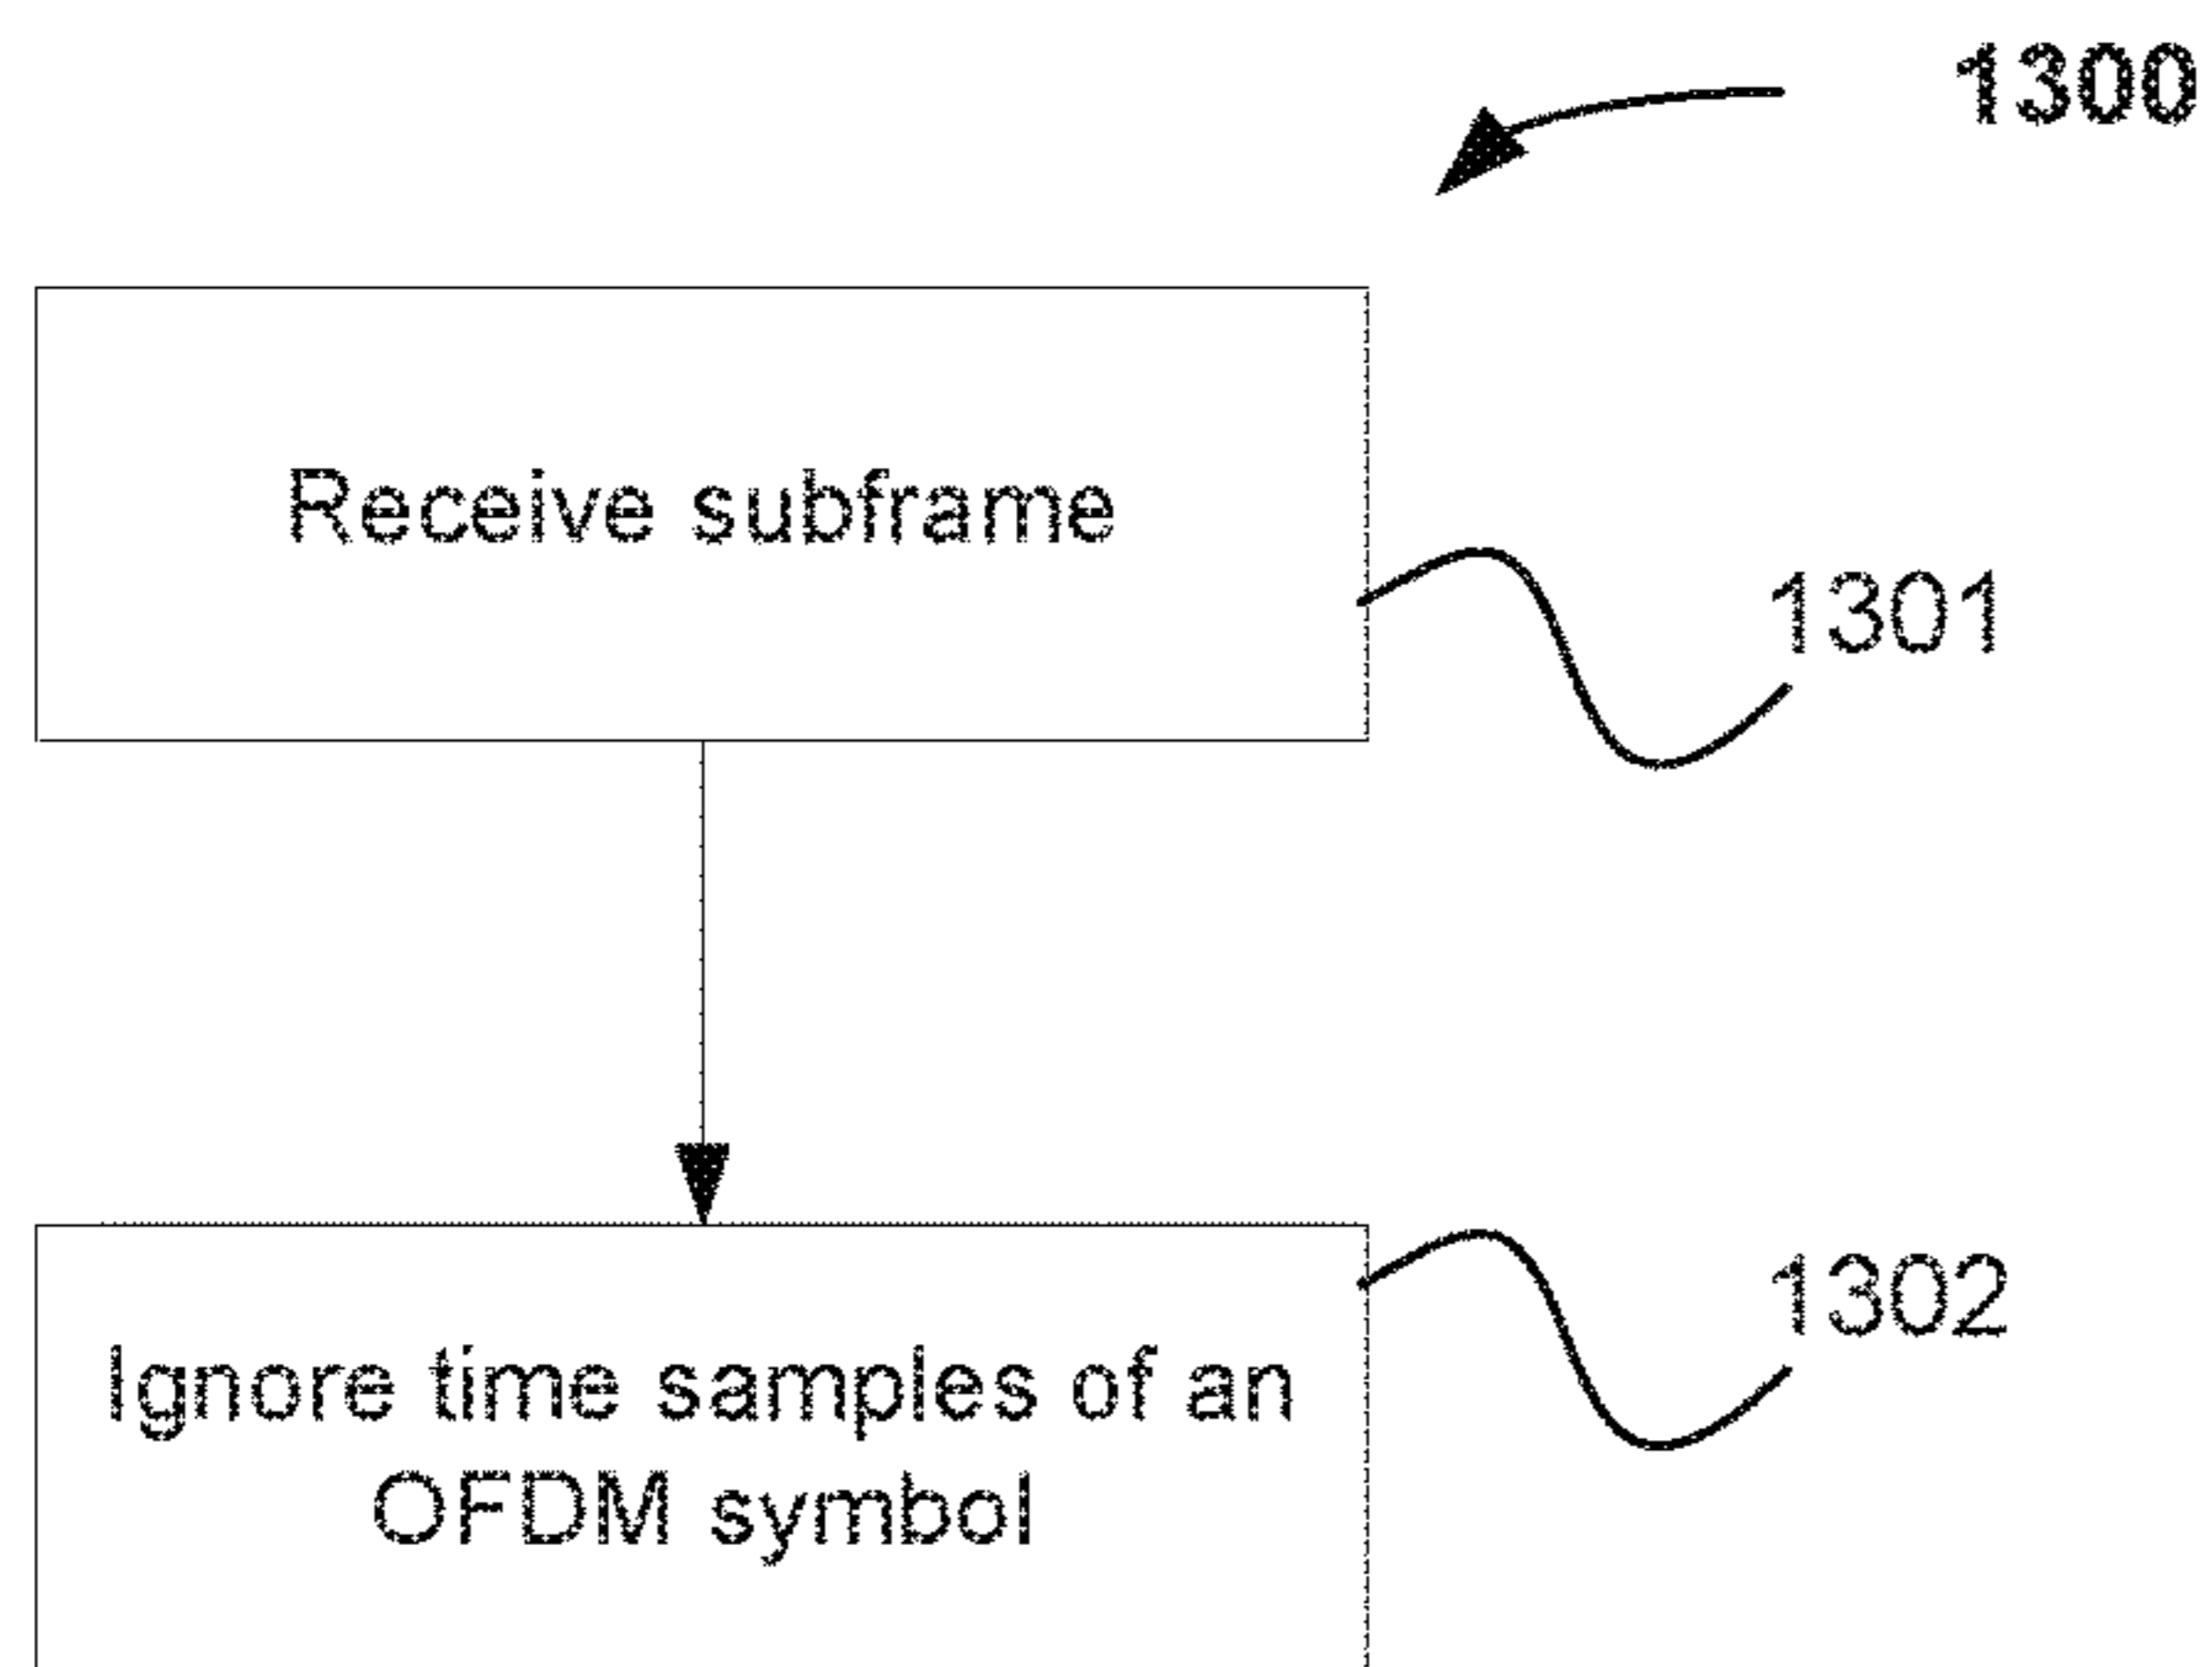 1300
Receive subframe
1301
1302
Ignore time samples of an
OFDM symbol